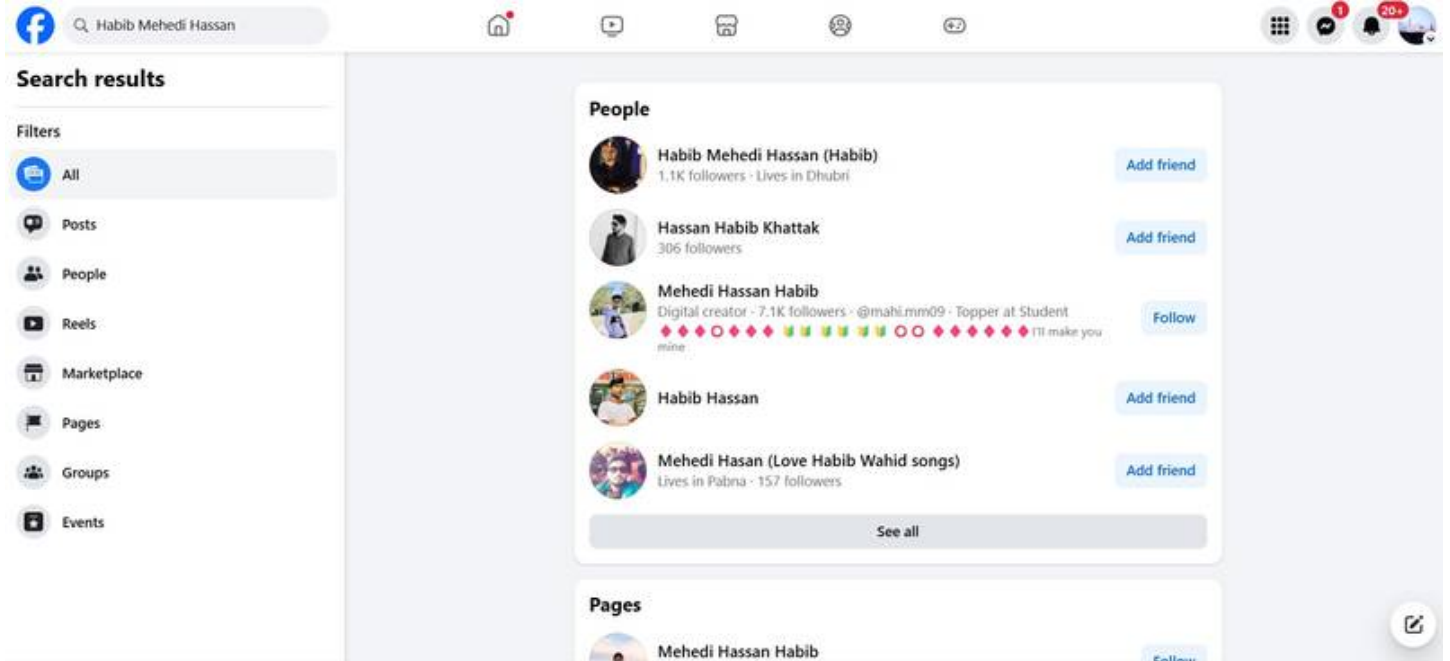 Habib Mehedi Hassan
1
20+
Search results
Filters
All
Posts
People
Reels
Marketplace
Pages
Groups
Events
People
Habib Mehedi Hassan (Habib)
1.1K followers · Lives in Dhubri
Add friend
Hassan Habib Khattak
306 followers
Add friend
Mehedi Hassan Habib
Digital creator · 7.1K followers · @mahi.mm09 · Topper at Student
I'll make you
mine
Follow
Habib Hassan
Add friend
Mehedi Hasan (Love Habib Wahid songs)
Lives in Pabna · 157 followers
Add friend
See all
Pages
Mehedi Hassan Habib
Follow